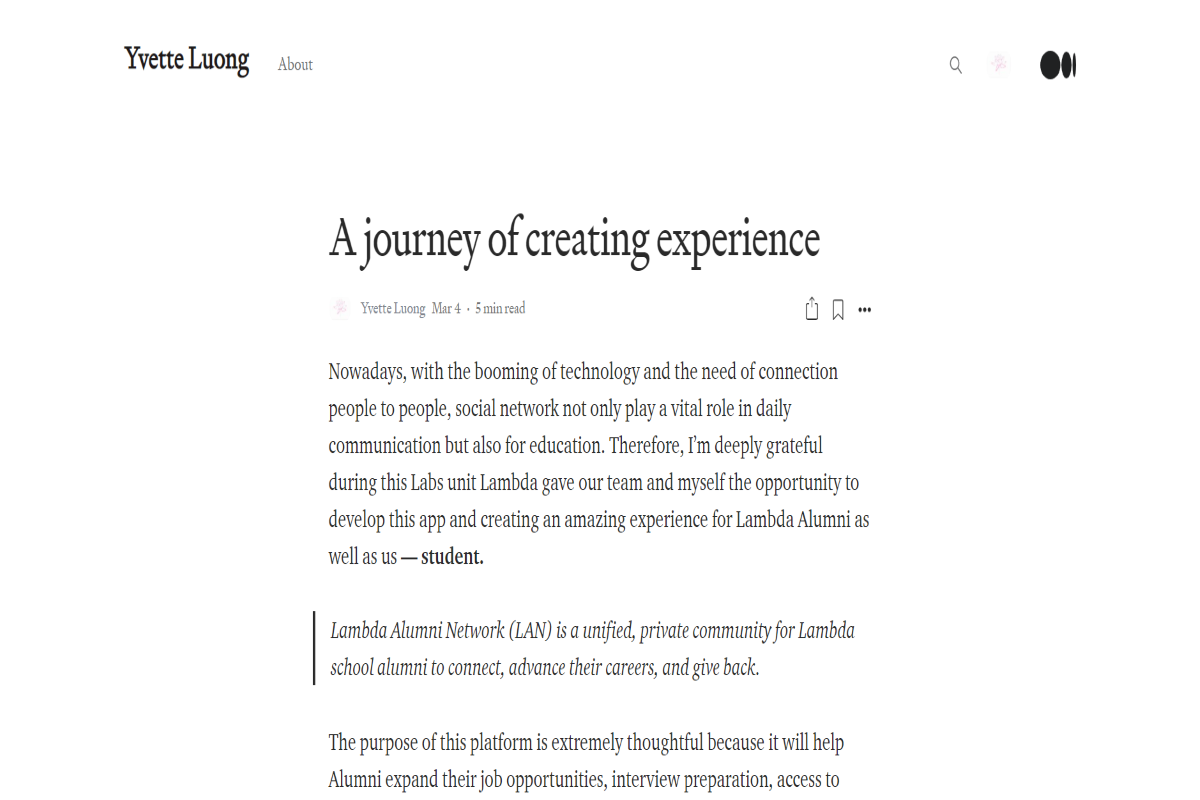 Yvette Luong
About
A journey of creating experience
Yvette Luong Mar 4 · 5 min read
Nowadays, with the booming of technology and the need of connection
people to people, social network not only play a vital role in daily
communication but also for education. Therefore, I’m deeply grateful
during this Labs unit Lambda gave our team and myself the opportunity to
develop this app and creating an amazing experience for Lambda Alumni as
well as us — student.
Lambda Alumni Network (LAN) is a unified, private community for Lambda
school alumni to connect, advance their careers, and give back.
The purpose of this platform is extremely thoughtful because it will help
Alumni expand their job opportunities, interview preparation, access to